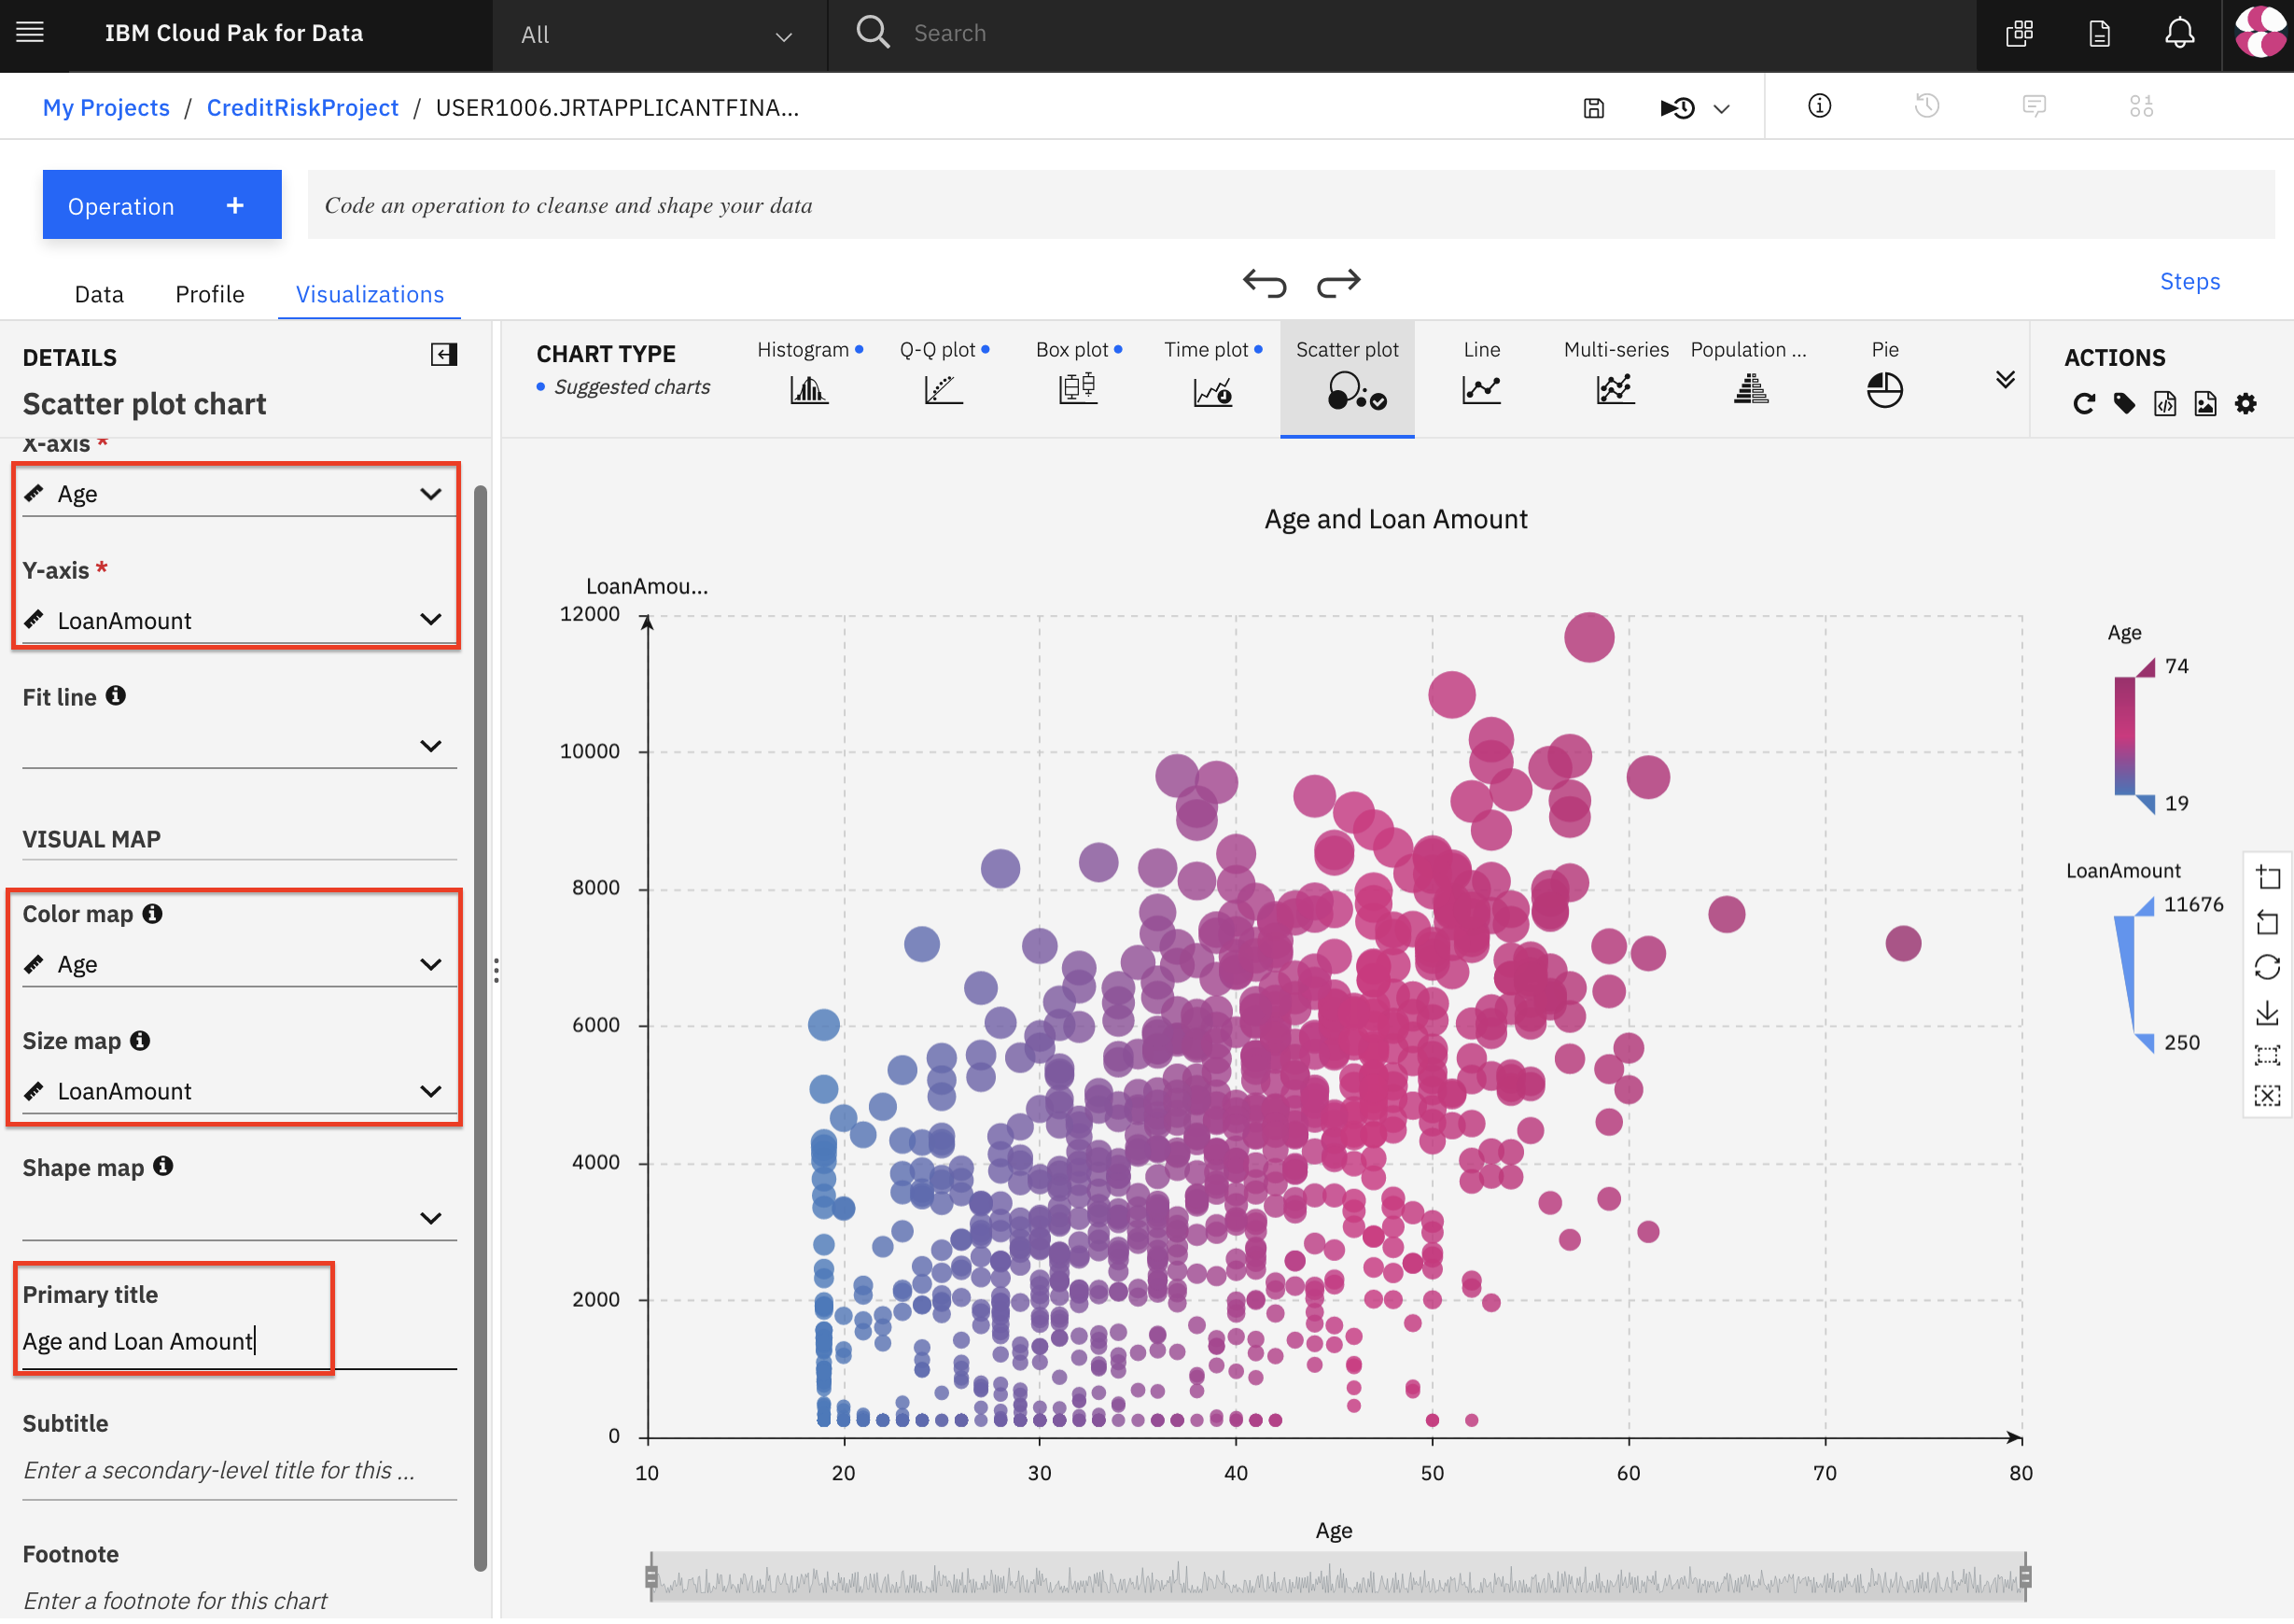 IBM Cloud Pak for Data
All
Search
My Projects / CreditRiskProject / USER1006.JRTAPPLICANTFINA...
Operation +
Code an operation to cleanse and shape your data
Data
Profile
Visualizations
Steps
DETAILS
Scatter plot chart
X-axis *
Age
Y-axis *
LoanAmount
Fit line
VISUAL MAP
Color map
Age
Size map
LoanAmount
Shape map
Primary title
Age and Loan Amount
Subtitle
Enter a secondary-level title for this ...
Footnote
Enter a footnote for this chart
CHART TYPE
Suggested charts
Histogram
Q-Q plot
Box plot
Time plot
Scatter plot
Line
Multi-series
Population ...
Pie
ACTIONS
Age and Loan Amount
LoanAmou...
12000
10000
8000
6000
4000
2000
0
10
20
30
40
50
60
70
80
Age
Age
74
19
LoanAmount
11676
250